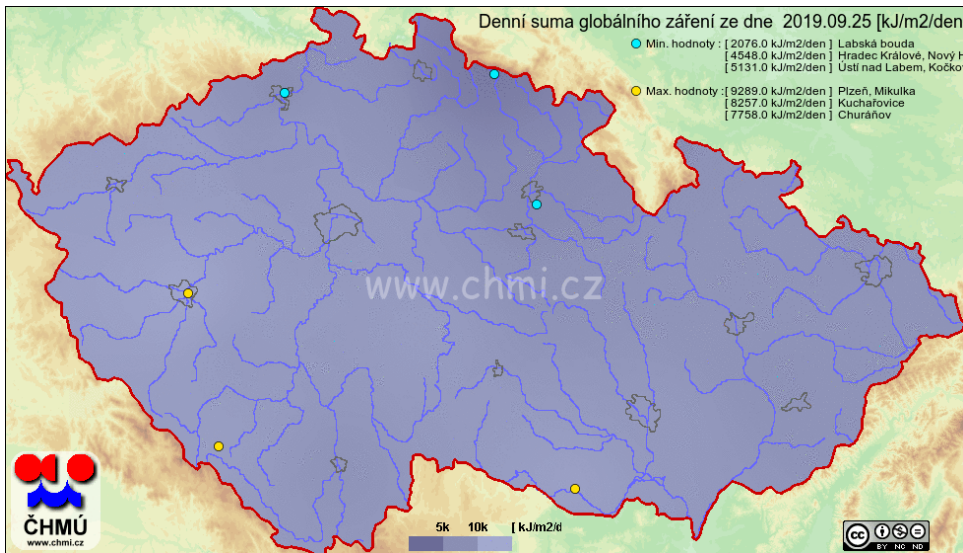 Denní suma globálního záření ze dne 2019.09.25 [kJ/m2/den
Min. hodnoty : [ 2076.0 kJ/m2/den ] Labská bouda
[ 4548.0 kJ/m2/den ] Hradec Králové, Nový H
[ 5131.0 kJ/m2/den ] Ústí nad Labem, Kočkov
Max. hodnoty : [ 9289.0 kJ/m2/den ] Plzeň, Mikulka
[ 8257.0 kJ/m2/den ] Kuchařovice
[ 7758.0 kJ/m2/den ] Churáňov
www.chmi.cz
5k 10k [ kJ/m2/d
ČHMÚ
www.chmi.cz
cc
BY NC ND